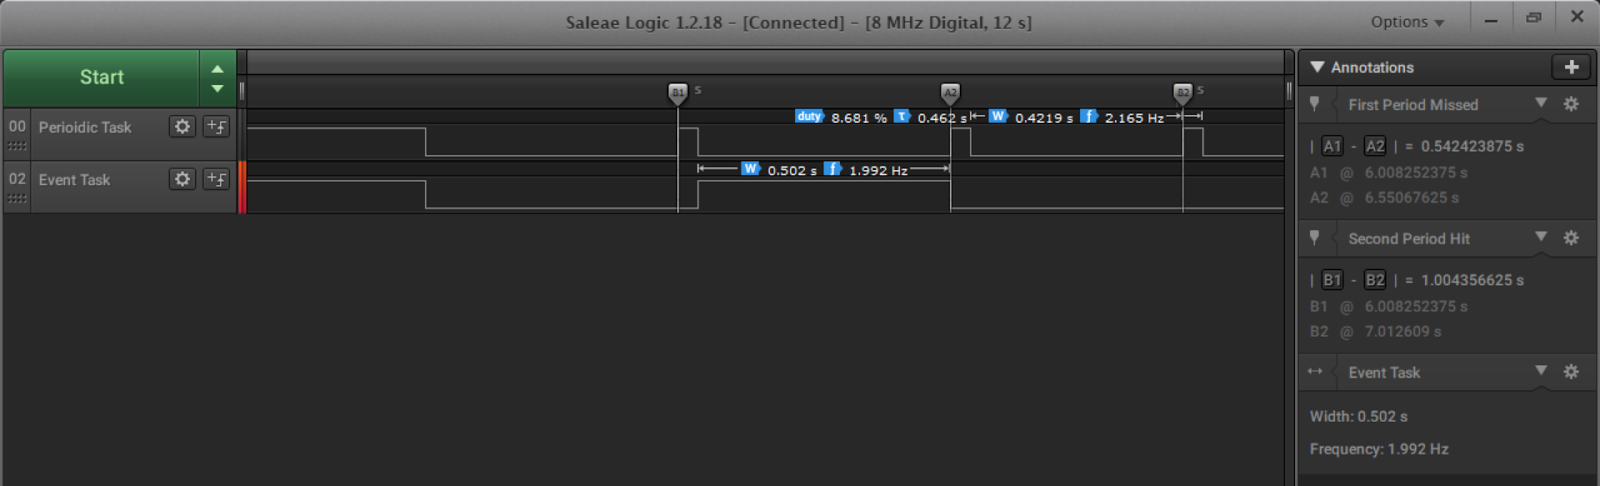 Saleae Logic 1.2.18 - [Connected] - [8 MHz Digital, 12 s]
Options
Start
B1 s A2 B2 s
Annotations
00 Perioidic Task
duty 8.681 % τ 0.462 s W 0.4219 s f 2.165 Hz
02 Event Task
W 0.502 s f 1.992 Hz
First Period Missed
| A1 - A2 | = 0.542423875 s
A1 @ 6.008252375 s
A2 @ 6.55067625 s
Second Period Hit
| B1 - B2 | = 1.004356625 s
B1 @ 6.008252375 s
B2 @ 7.012609 s
Event Task
Width: 0.502 s
Frequency: 1.992 Hz